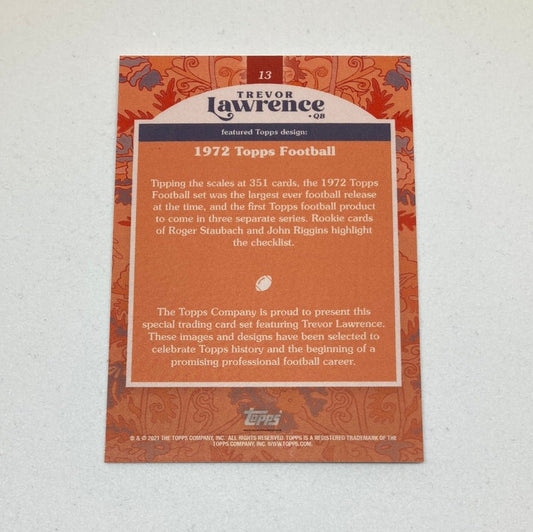 13
TREVOR
Lawrence
• QB
featured Topps design:
1972 Topps Football
Tipping the scales at 351 cards, the 1972 Topps
Football set was the largest ever football release
at the time, and the first Topps football product
to come in three separate series. Rookie cards
of Roger Staubach and John Riggins highlight
the checklist.
The Topps Company is proud to present this
special trading card set featuring Trevor Lawrence.
These images and designs have been selected to
celebrate Topps history and the beginning of a
promising professional football career.
Topps
® & © 2021 THE TOPPS COMPANY, INC. ALL RIGHTS RESERVED. TOPPS IS A REGISTERED TRADEMARK OF THE
TOPPS COMPANY, INC. WWW.TOPPS.COM